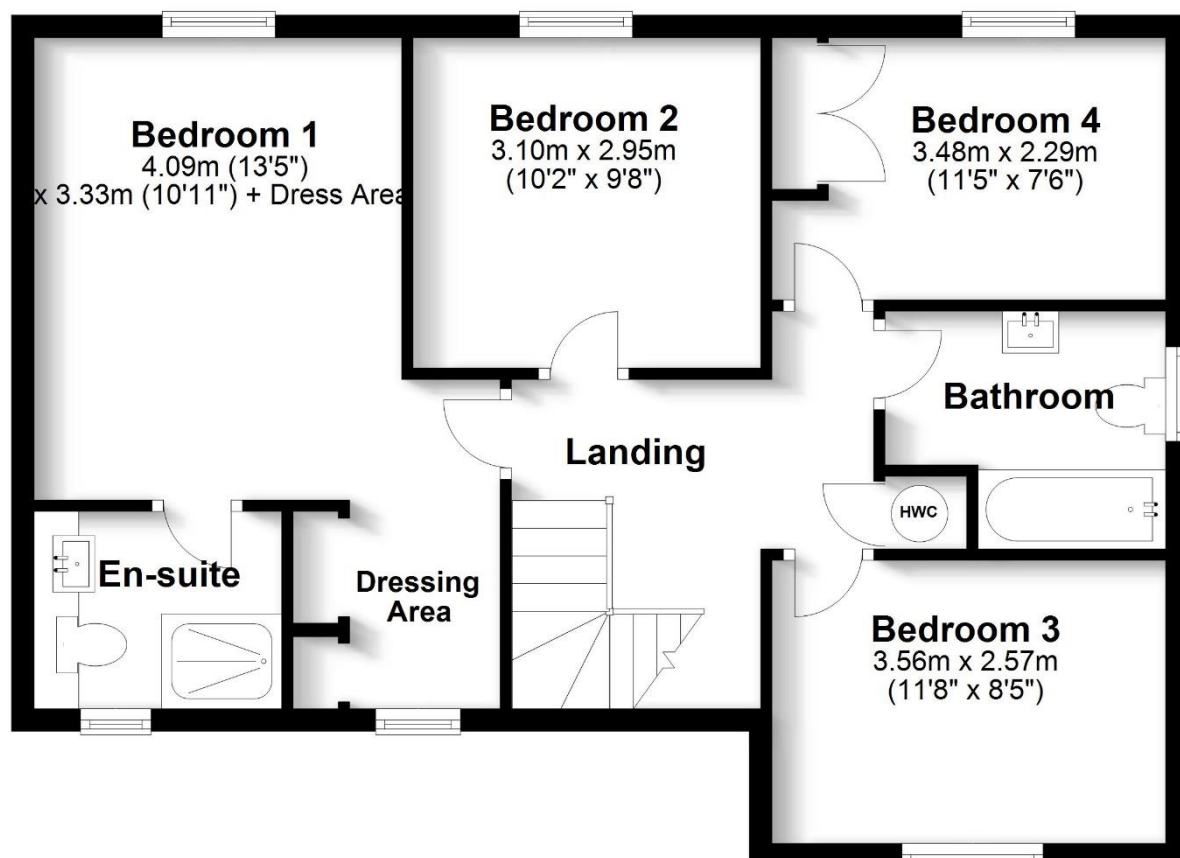 Bedroom 1
4.09m (13'5")
x 3.33m (10'11") + Dress Area
Bedroom 2
3.10m x 2.95m
(10'2" x 9'8")
Bedroom 4
3.48m x 2.29m
(11'5" x 7'6")
Bathroom
Landing
HWC
En-suite
Dressing
Area
Bedroom 3
3.56m x 2.57m
(11'8" x 8'5")